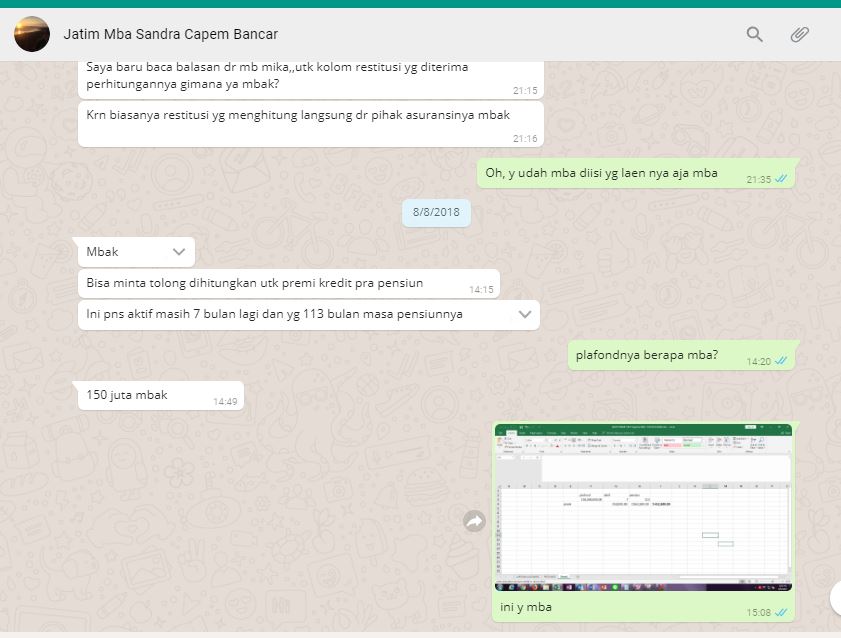 Jatim Mba Sandra Capem Bancar
Saya baru baca balasan dr mb mika,,utk kolom restitusi yg diterima
perhitungannya gimana ya mbak?
21:15
Krn biasanya restitusi yg menghitung langsung dr pihak asuransinya mbak
21:16
Oh, y udah mba diisi yg laen nya aja mba
21:35
8/8/2018
Mbak
Bisa minta tolong dihitungkan utk premi kredit pra pensiun
14:15
Ini pns aktif masih 7 bulan lagi dan yg 113 bulan masa pensiunnya
plafondnya berapa mba?
14:20
150 juta mbak
14:49
ini y mba
15:08